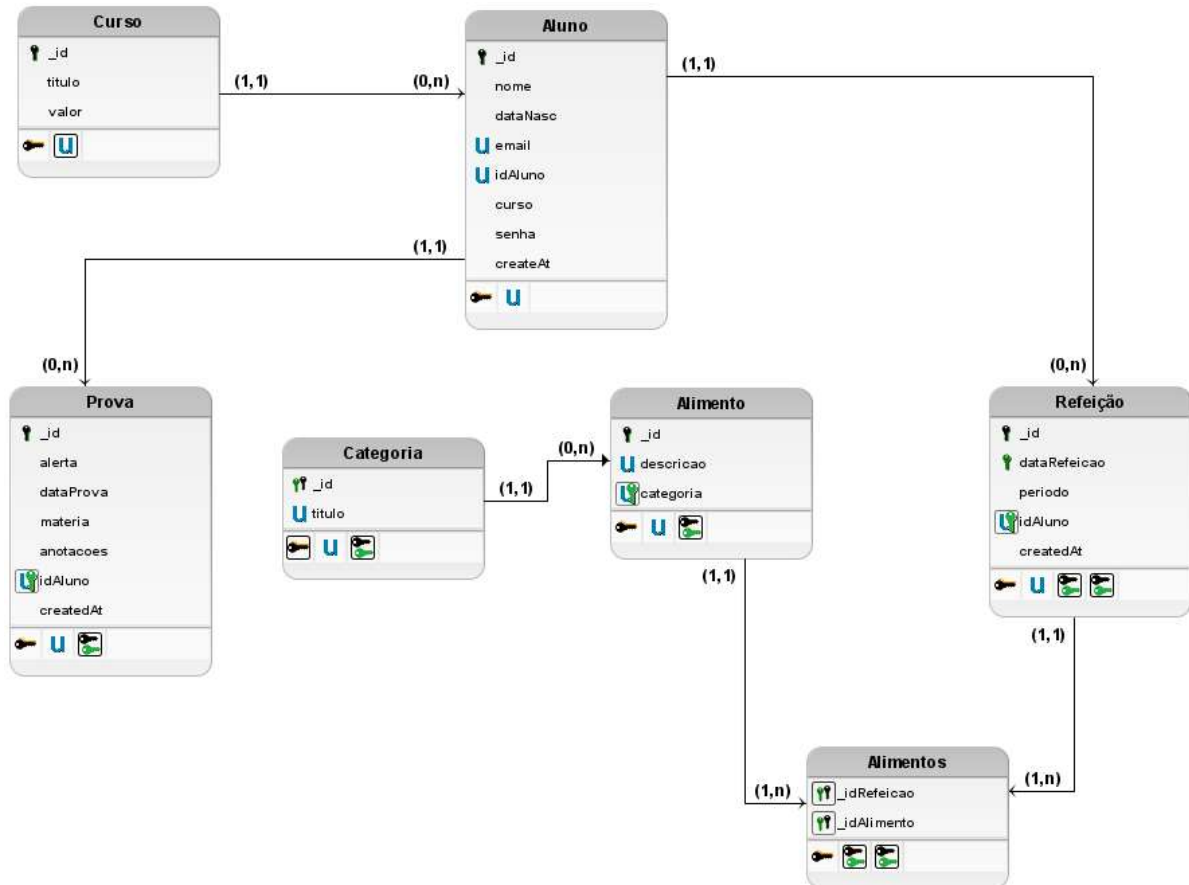 Curso
_id
titulo
valor
(1,1)
(0,n)
Aluno
_id
nome
dataNasc
email
idAluno
curso
senha
createAt
(1,1)
(1,1)
(0,n)
(0,n)
Prova
_id
alerta
dataProva
materia
anotacoes
idAluno
createdAt
Categoria
_id
titulo
(1,1)
(0,n)
Alimento
_id
descricao
categoria
(1,1)
Refeição
_id
dataRefeicao
periodo
idAluno
createdAt
(1,1)
(1,n)
(1,n)
Alimentos
_idRefeicao
_idAlimento